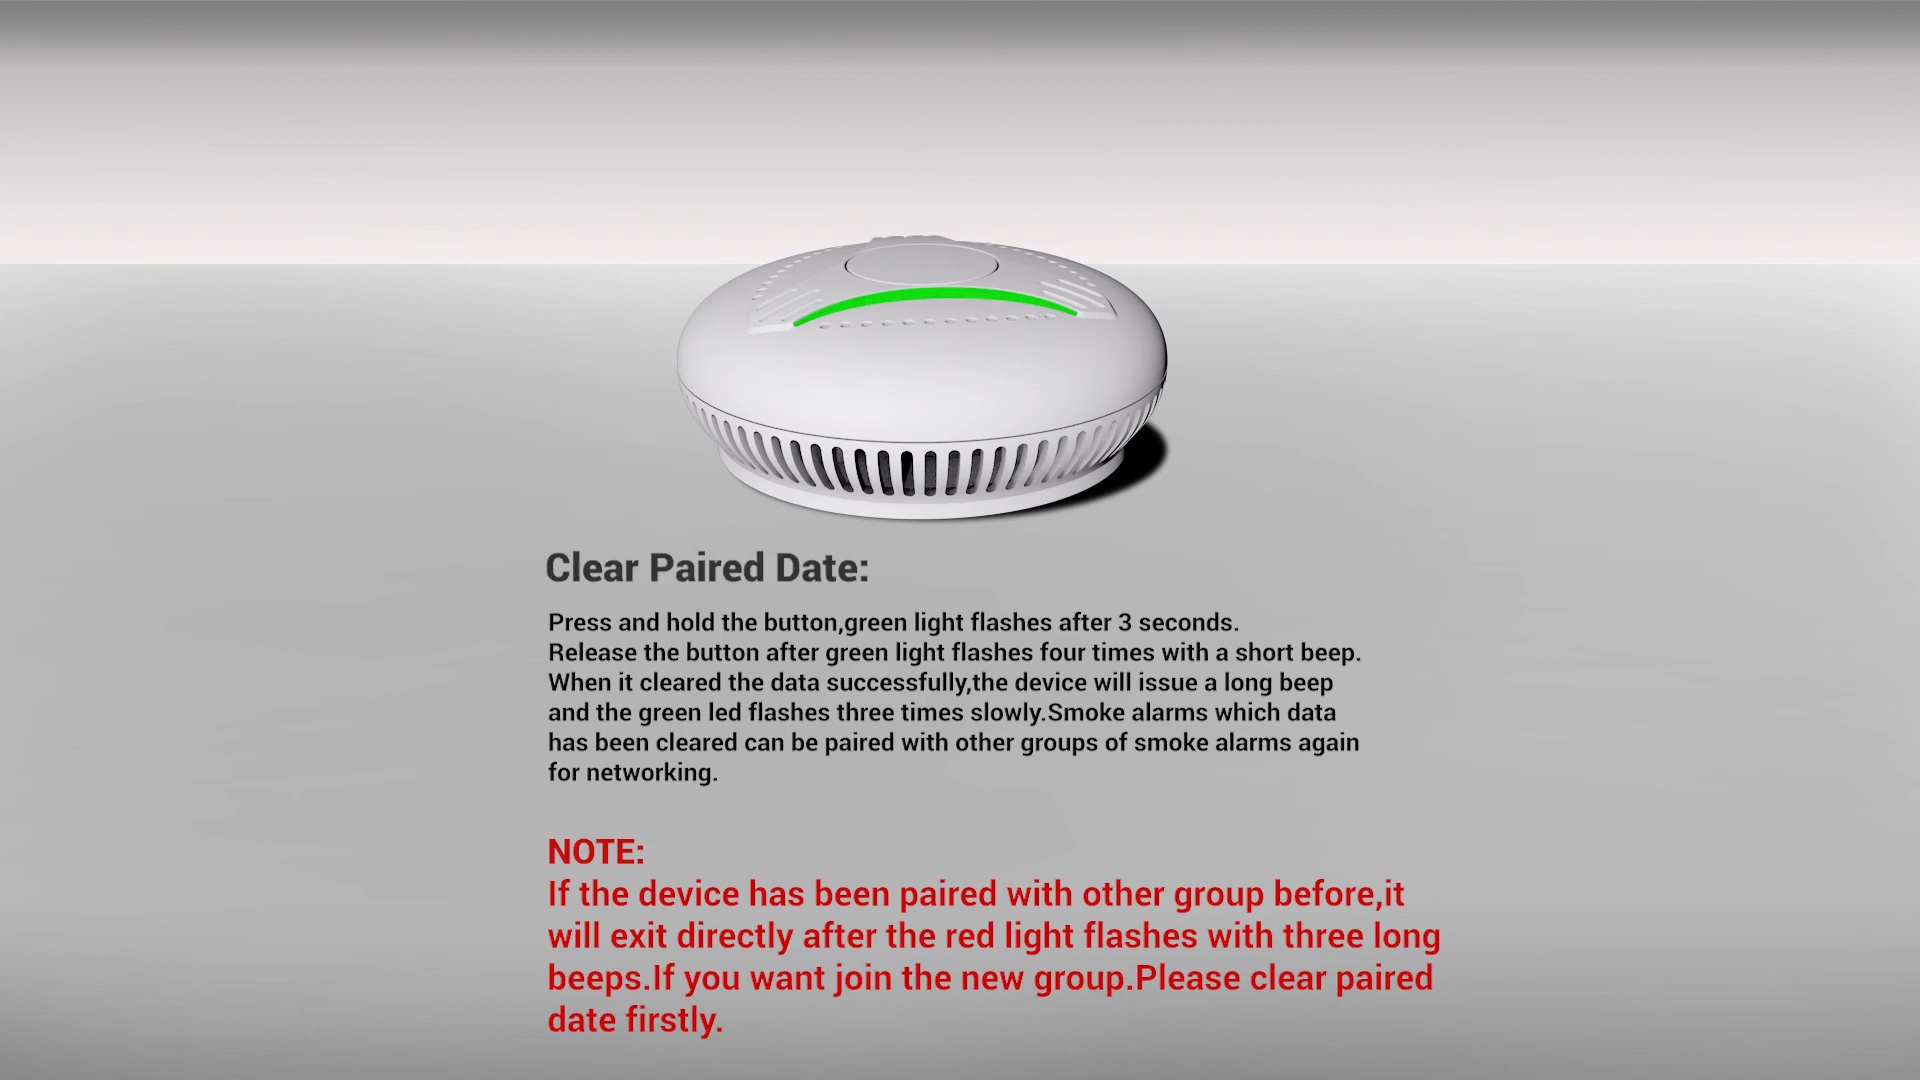 Clear Paired Date:
Press and hold the button,green light flashes after 3 seconds.
Release the button after green light flashes four times with a short beep.
When it cleared the data successfully,the device will issue a long beep
and the green led flashes three times slowly.Smoke alarms which data
has been cleared can be paired with other groups of smoke alarms again
for networking.
NOTE:
If the device has been paired with other group before,it
will exit directly after the red light flashes with three long
beeps.If you want join the new group.Please clear paired
date firstly.